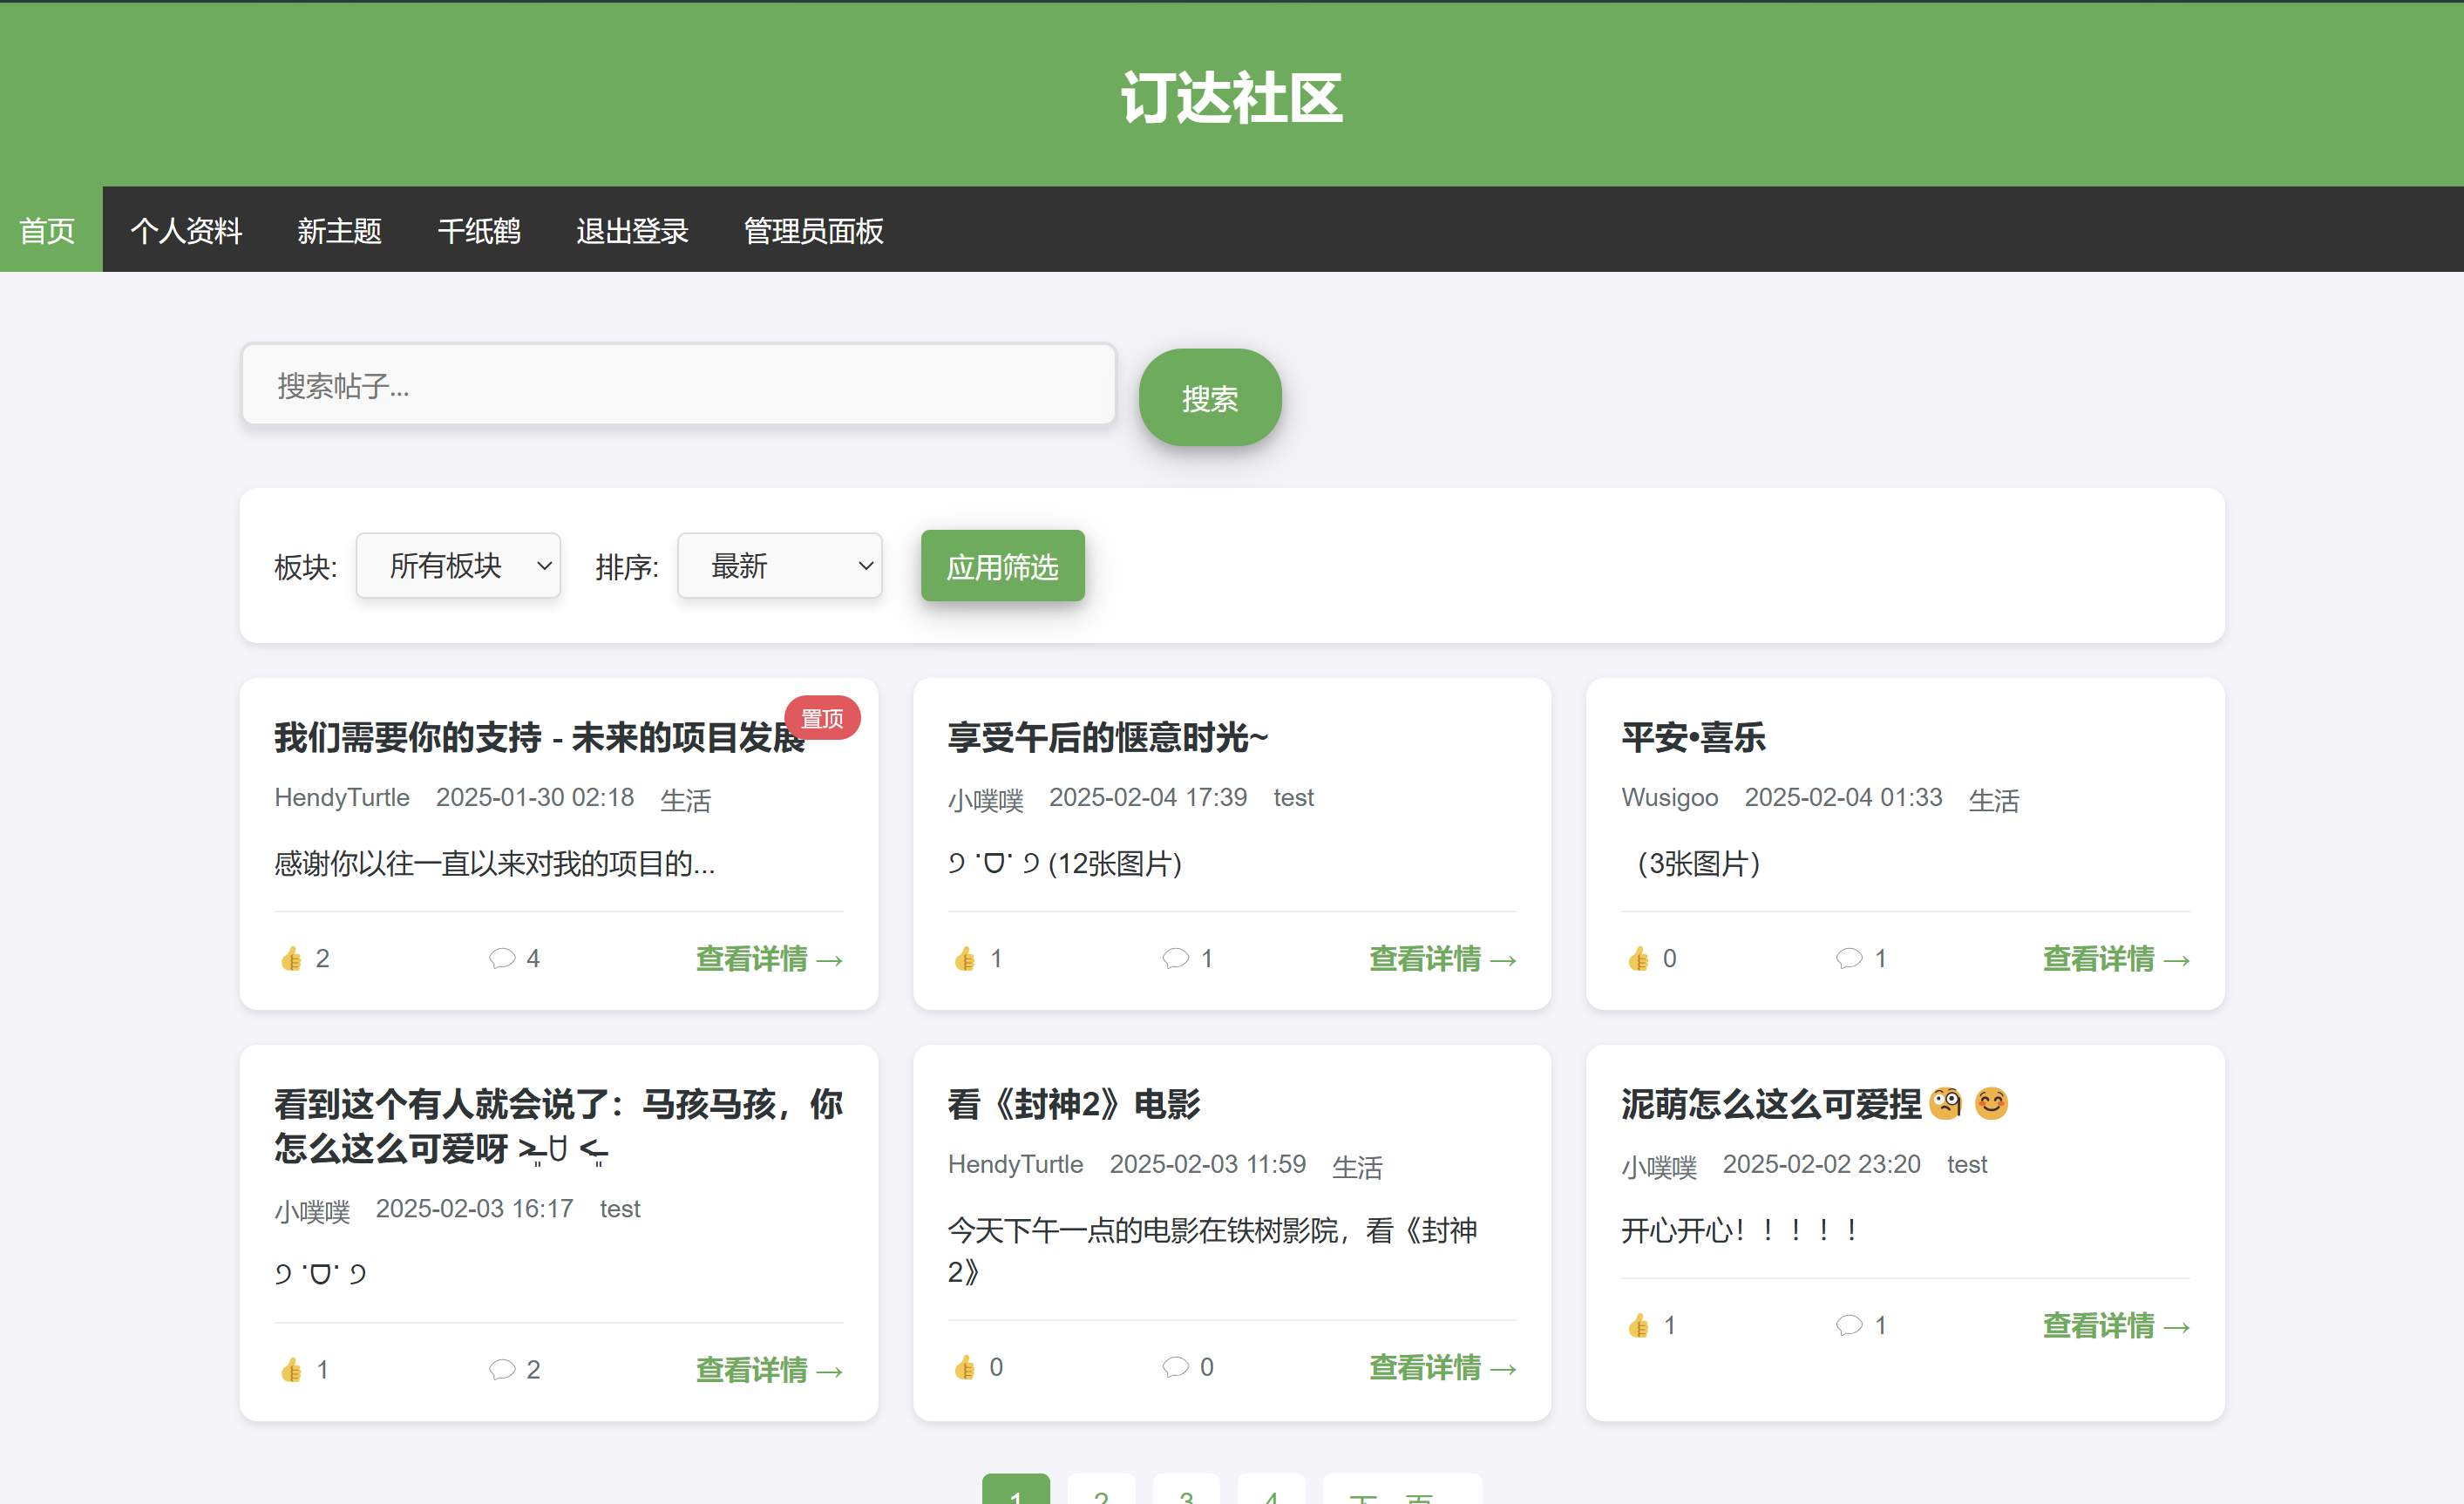 订达社区
首页 个人资料 新主题 千纸鹤 退出登录 管理员面板
搜索帖子... 搜索
板块: 所有板块 排序: 最新 应用筛选
置顶
我们需要你的支持 - 未来的项目发展
HendyTurtle 2025-01-30 02:18 生活
感谢你以往一直以来对我的项目的...
👍 2 💬 4 查看详情 →
享受午后的惬意时光~
小噗噗 2025-02-04 17:39 test
੭ ˙ᗜ˙ ੭ (12张图片)
👍 1 💬 1 查看详情 →
平安•喜乐
Wusigoo 2025-02-04 01:33 生活
（3张图片）
👍 0 💬 1 查看详情 →
看到这个有人就会说了：马孩马孩，你
怎么这么可爱呀 >̶͈ᗜ <̶͈
小噗噗 2025-02-03 16:17 test
੭ ˙ᗜ˙ ੭
👍 1 💬 2 查看详情 →
看《封神2》电影
HendyTurtle 2025-02-03 11:59 生活
今天下午一点的电影在铁树影院，看《封神
2》
👍 0 💬 0 查看详情 →
泥萌怎么这么可爱捏🧐 😊
小噗噗 2025-02-02 23:20 test
开心开心！！！！！
👍 1 💬 1 查看详情 →
1 2 3 4 下一页